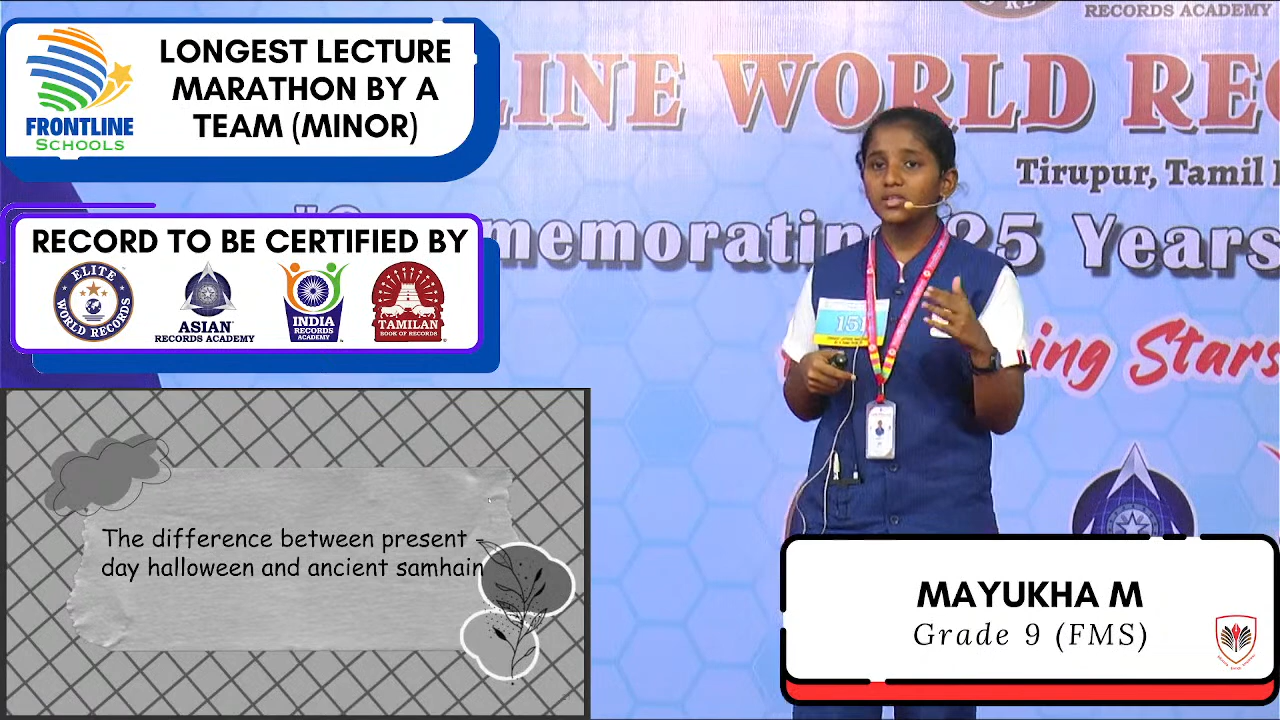 LONGEST LECTURE
MARATHON BY A
TEAM (MINOR)
FRONTLINE
SCHOOLS
RECORD TO BE CERTIFIED BY
ELITE
WORLD RECORDS
ASIAN
RECORDS ACADEMY
INDIA
RECORDS
ACADEMY
TAMILAN
BOOK OF RECORDS
The difference between present -
day halloween and ancient samhain
RECORDS ACADEMY
LINE WORLD REC
Tirupur, Tamil
memorating 25 Years
ing Stars
151
MAYUKHA M
Grade 9 (FMS)